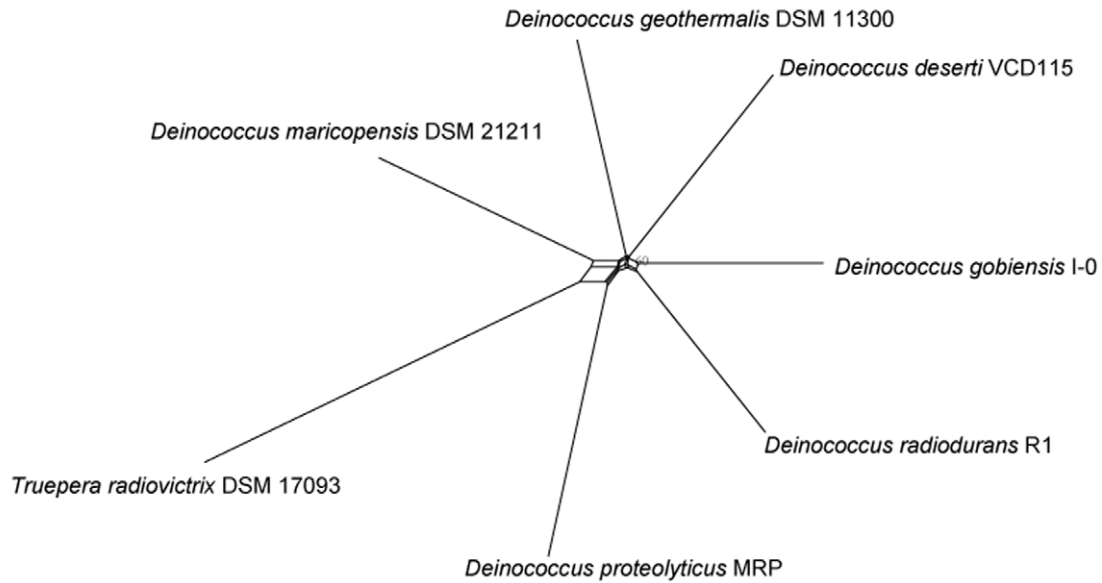 Deinococcus geothermalis DSM 11300
Deinococcus deserti VCD115
Deinococcus maricopensis DSM 21211
Deinococcus gobiensis I-0
Deinococcus radiodurans R1
Truepera radiovictrix DSM 17093
Deinococcus proteolyticus MRP